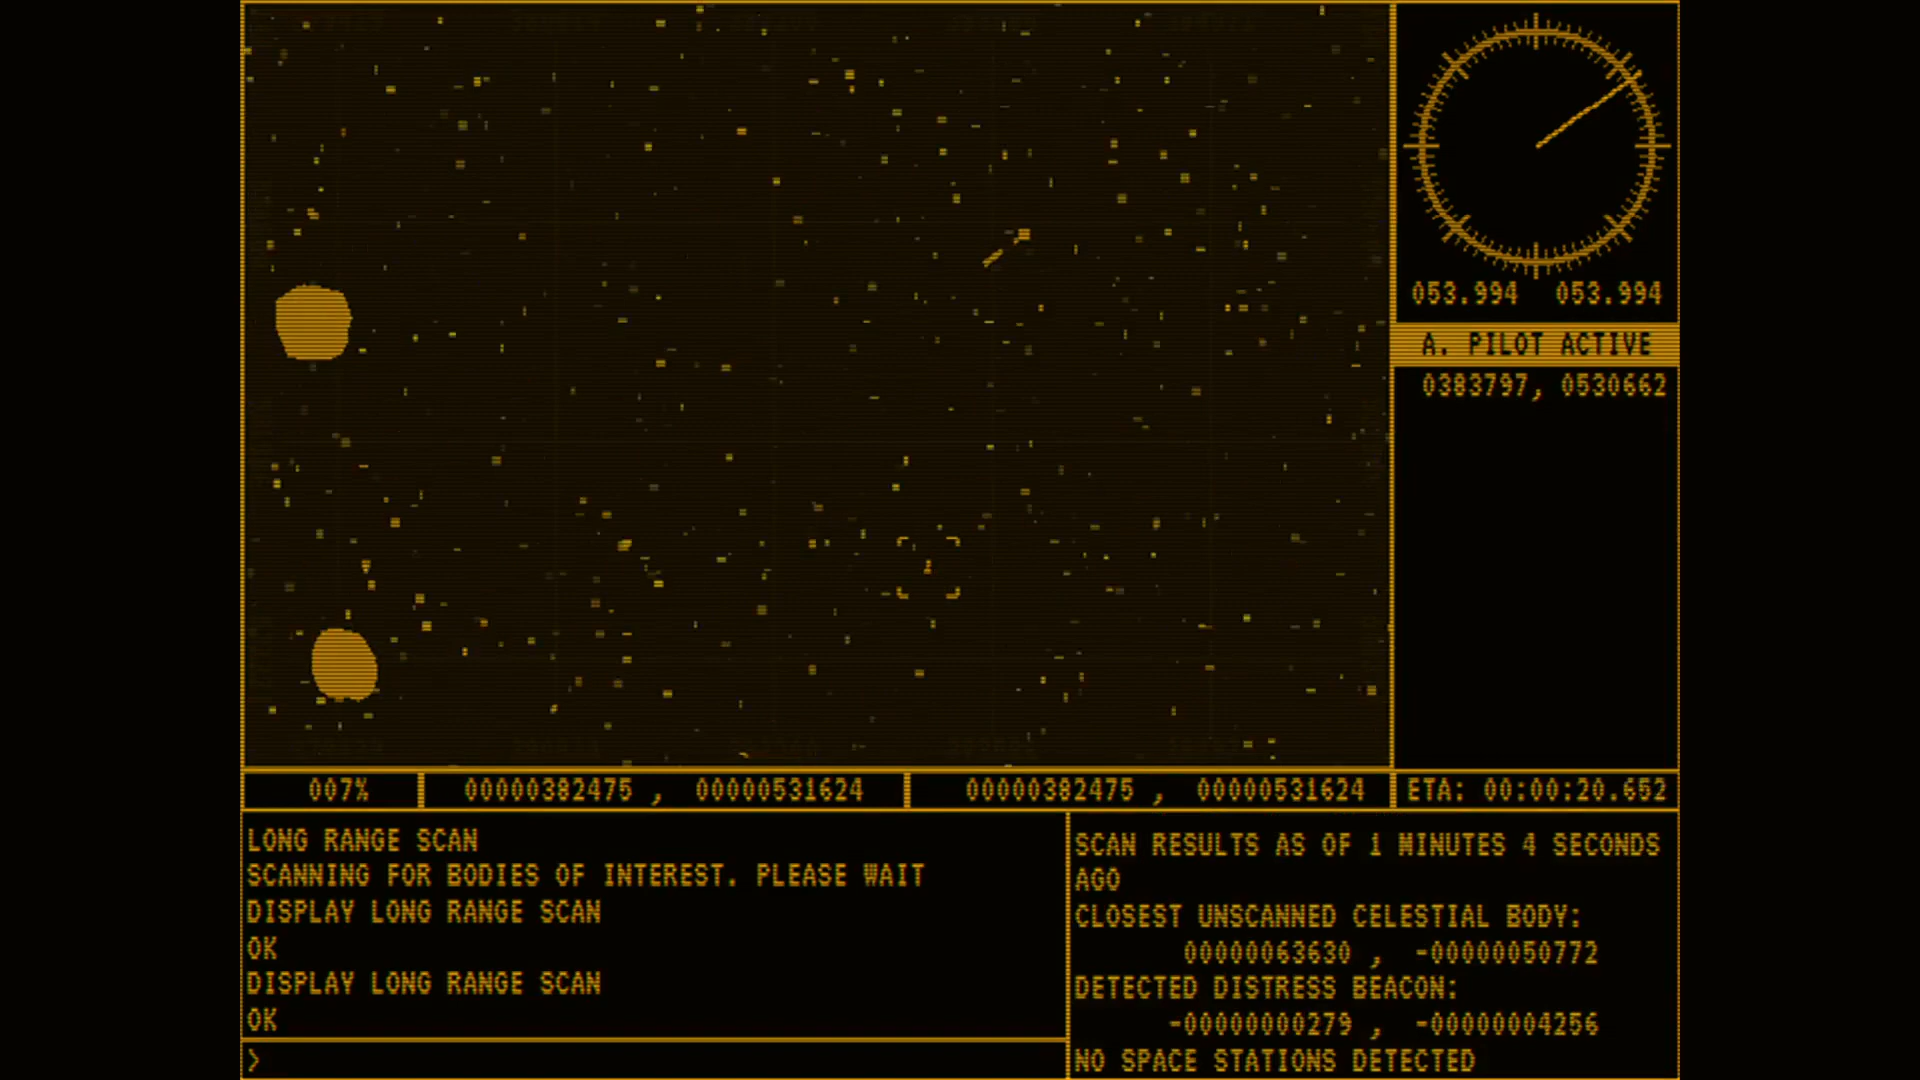 053.994 053.994
A. PILOT ACTIVE
0383797, 0530662
007% 00000382475 , 00000531624 00000382475 , 00000531624 ETA: 00:00:20.652
LONG RANGE SCAN
SCANNING FOR BODIES OF INTEREST. PLEASE WAIT
DISPLAY LONG RANGE SCAN
OK
DISPLAY LONG RANGE SCAN
OK
>
SCAN RESULTS AS OF 1 MINUTES 4 SECONDS
AGO
CLOSEST UNSCANNED CELESTIAL BODY:
00000063630 , -00000050772
DETECTED DISTRESS BEACON:
-00000000279 , -00000004256
NO SPACE STATIONS DETECTED